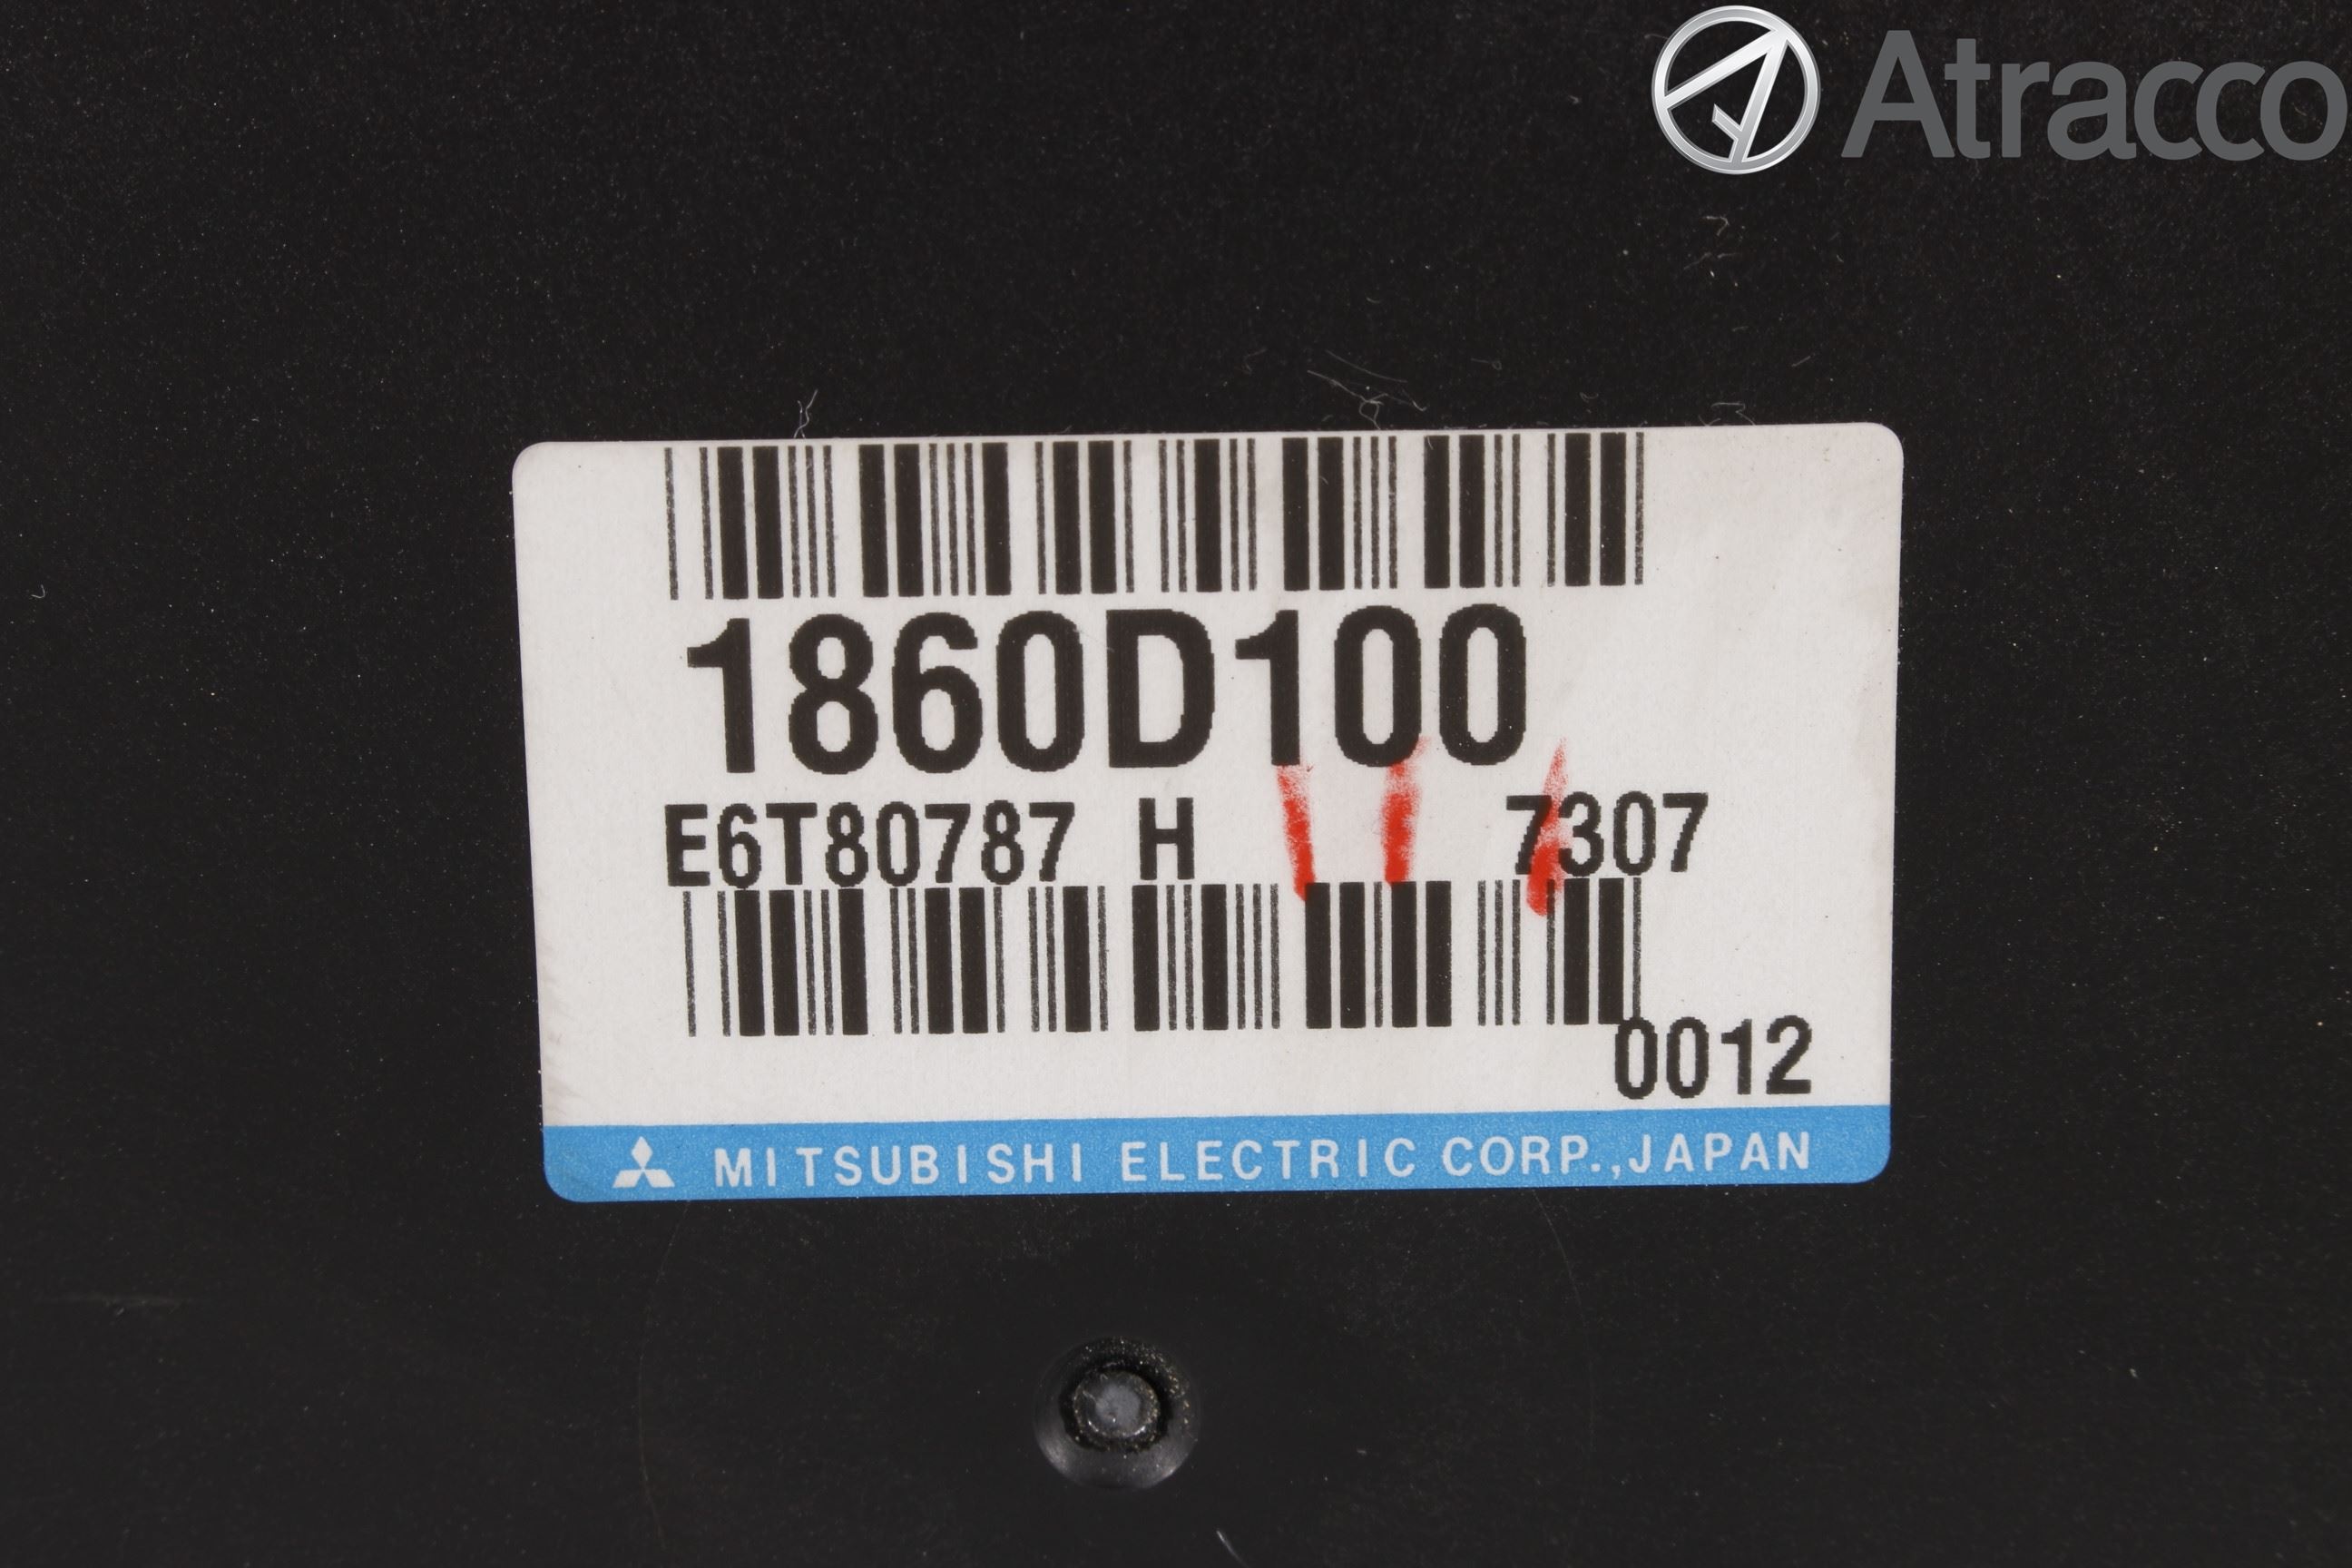 Atracco
1860D100
E6T80787 H 7307
0012
MITSUBISHI ELECTRIC CORP.,JAPAN